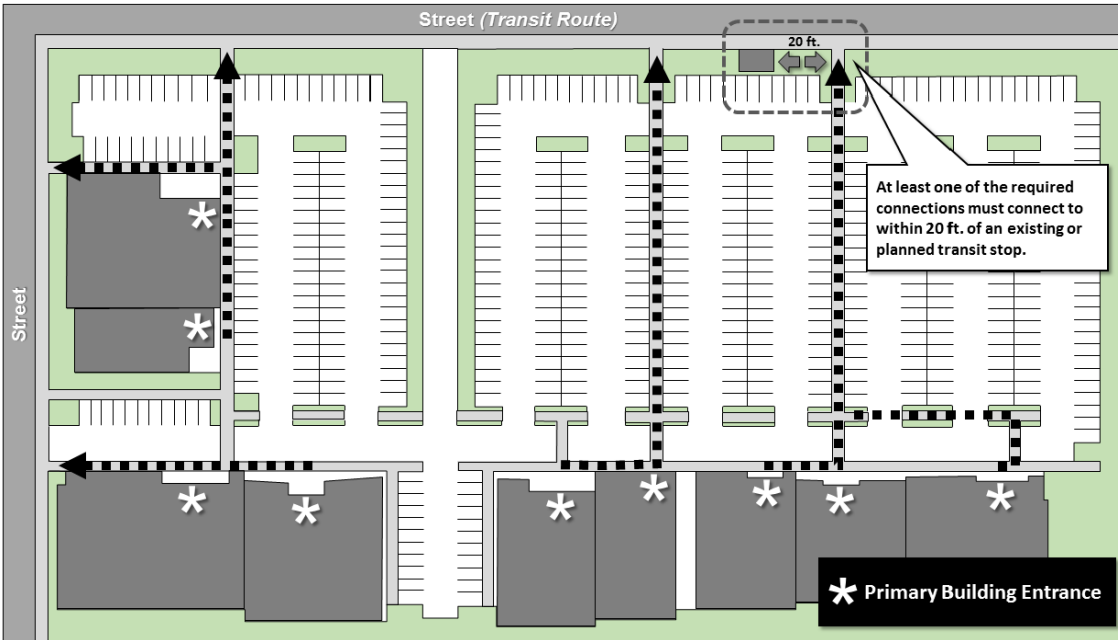 Street (Transit Route)
20 ft.
At least one of the required
connections must connect to
within 20 ft. of an existing or
planned transit stop.
Street
* Primary Building Entrance